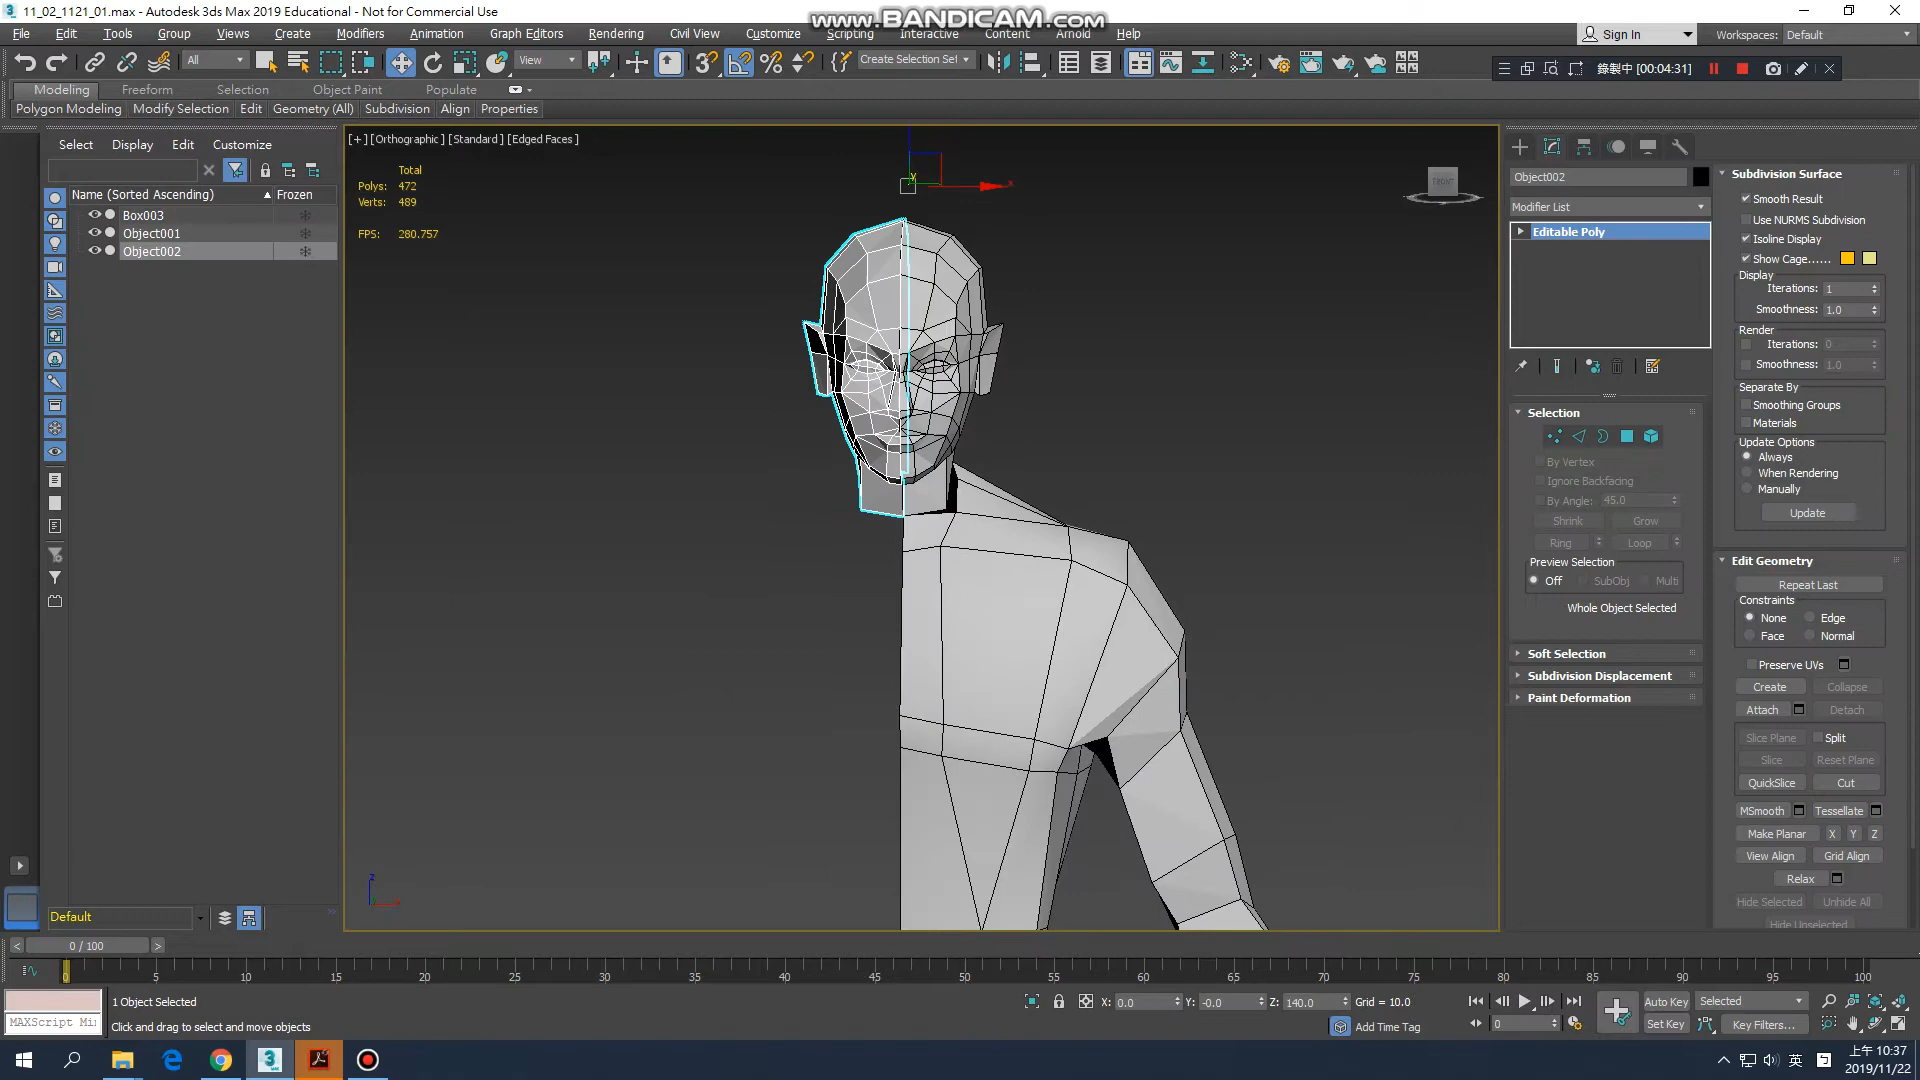 11_02_1121_01.max - Autodesk 3ds Max 2019 Educational - Not for Commercial Use
www.BANDICAM.com
File Edit Tools Group Views Create Modifiers Animation Graph Editors Rendering Civil View Customize Scripting Interactive Content Arnold Help
Sign In Workspaces: Default
All View Create Selection Set
錄製中 [00:04:31]
Modeling Freeform Selection Object Paint Populate
Polygon Modeling Modify Selection Edit Geometry (All) Subdivision Align Properties
Select Display Edit Customize
Name (Sorted Ascending) Frozen
Box003
Object001
Object002
[+] [Orthographic] [Standard] [Edged Faces]
Total
Polys: 472
Verts: 489
FPS: 280.757
y
x
FRONT
z
Object002
Modifier List
Editable Poly
Selection
By Vertex
Ignore Backfacing
By Angle: 45.0
Shrink Grow
Ring Loop
Preview Selection
Off SubObj Multi
Whole Object Selected
Soft Selection
Subdivision Displacement
Paint Deformation
Subdivision Surface
Smooth Result
Use NURMS Subdivision
Isoline Display
Show Cage......
Display
Iterations: 1
Smoothness: 1.0
Render
Iterations: 0
Smoothness: 1.0
Separate By
Smoothing Groups
Materials
Update Options
Always
When Rendering
Manually
Update
Edit Geometry
Repeat Last
Constraints
None Edge
Face Normal
Preserve UVs
Create Collapse
Attach Detach
Slice Plane Split
Slice Reset Plane
QuickSlice Cut
MSmooth Tessellate
Make Planar X Y Z
View Align Grid Align
Relax
Hide Selected Unhide All
Hide Unselected
Default
< 0 / 100 >
0 5 10 15 20 25 30 35 40 45 50 55 60 65 70 75 80 85 90 95 100
1 Object Selected
X: 0.0 Y: -0.0 Z: 140.0 Grid = 10.0
Auto Key Selected
MAXScript Mi
Click and drag to select and move objects
Add Time Tag
0
Set Key Key Filters...
英
上午 10:37
2019/11/22